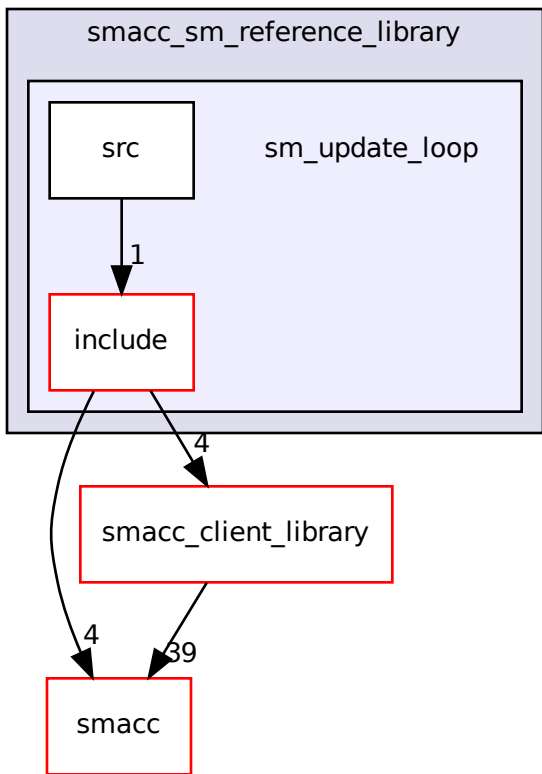 smacc_sm_reference_library
src
sm_update_loop
1
include
4
smacc_client_library
4
39
smacc